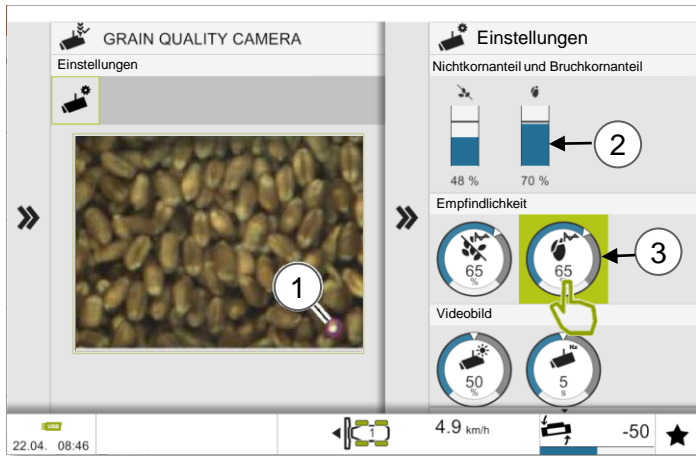 GRAIN QUALITY CAMERA
Einstellungen
1
Einstellungen
Nichtkornanteil und Bruchkornanteil
48 %
70 %
2
Empfindlichkeit
65
%
65
3
Videobild
50
%
Hz
5
s
USB
22.04. 08:46
1
4.9 km/h
-50